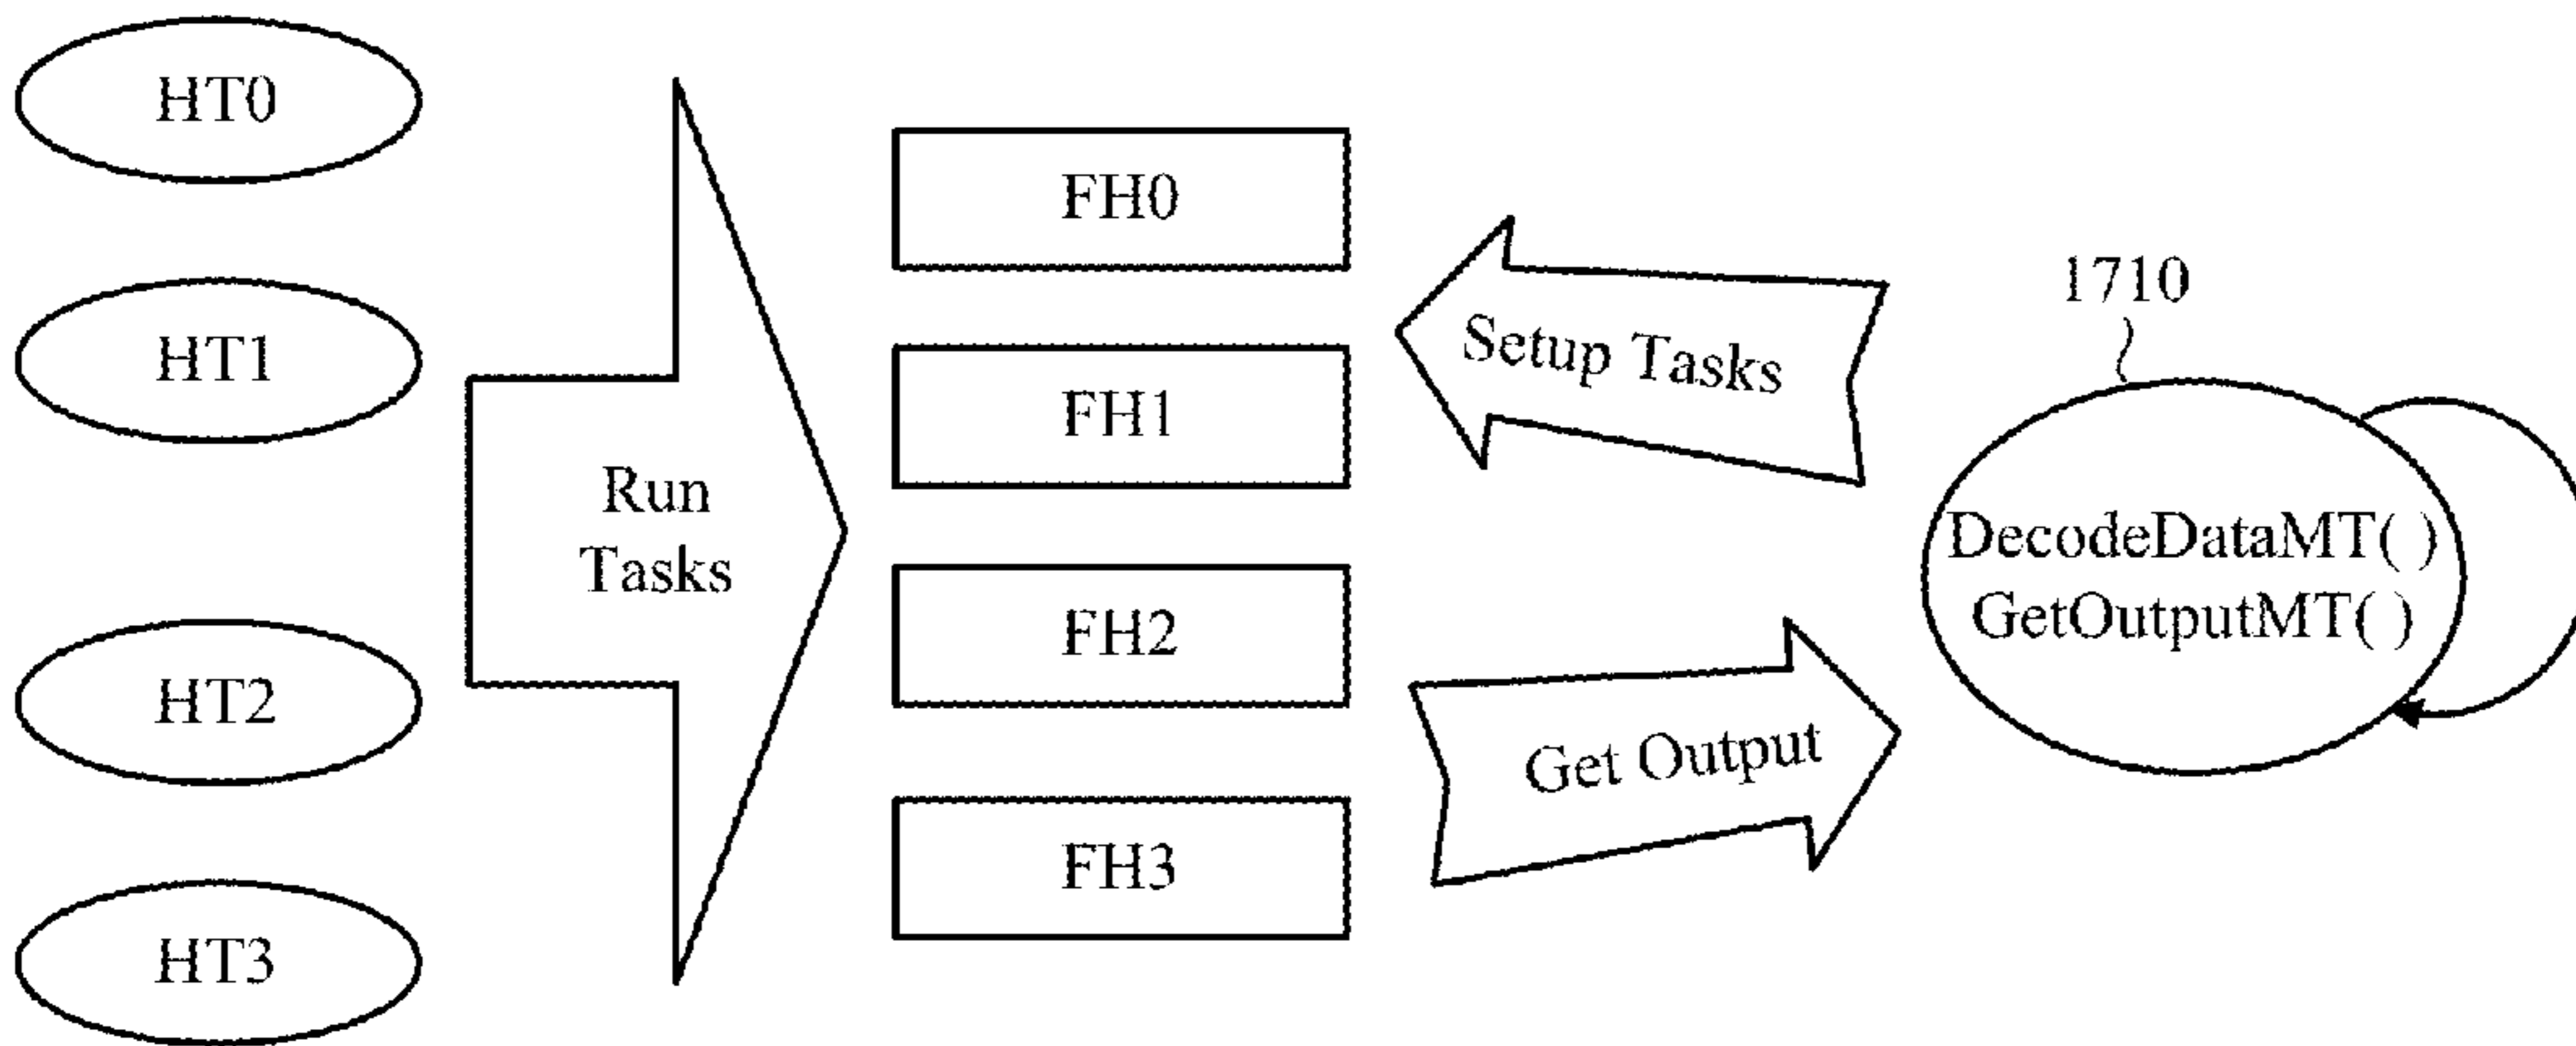 HT0
HT1
HT2
HT3
Run
Tasks
FH0
FH1
FH2
FH3
Setup Tasks
Get Output
1710
DecodeDataMT( )
GetOutputMT( )